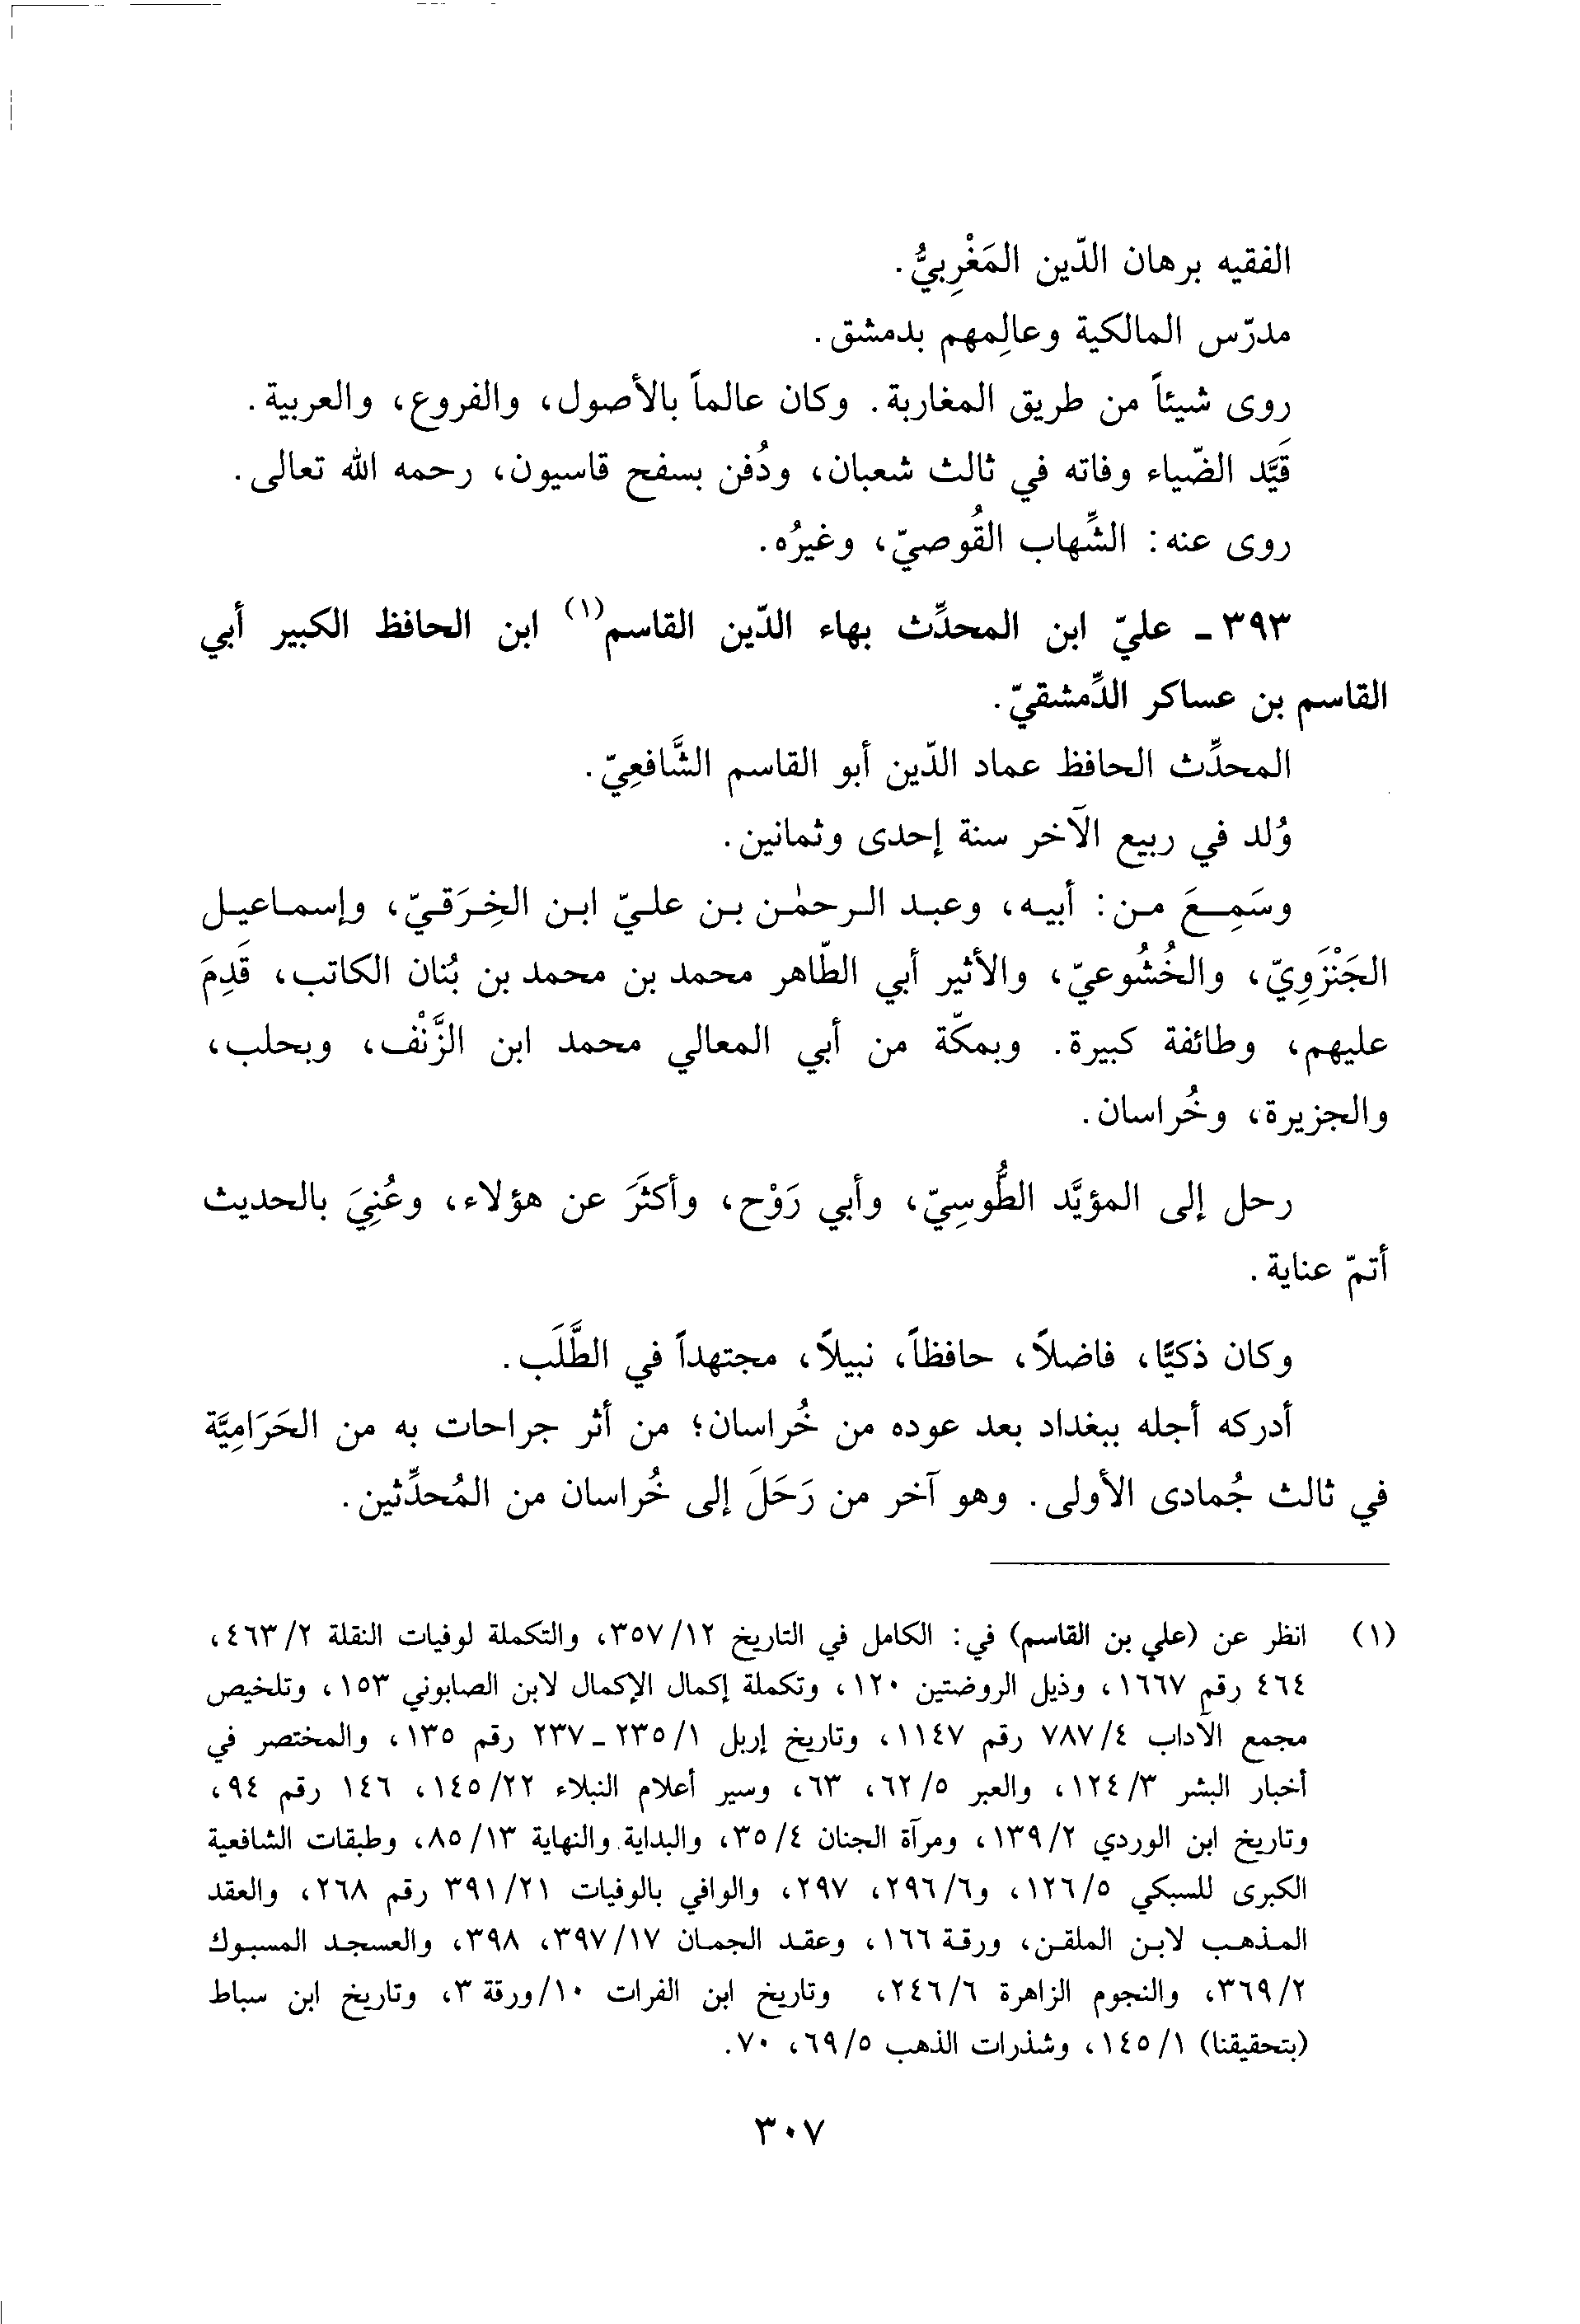 الفقيه برهان الدّين المَغْرِبيُّ.
مدرّس المالكية وعالِمهم بدمشق.
روى شيئاً من طريق المغاربة. وكان عالماً بالأصول، والفروع، والعربية.
قَيَّد الضّياء وفاته في ثالث شعبان، ودُفن بسفح قاسيون، رحمه الله تعالى.
روى عنه: الشِّهاب القُوصيّ، وغيرُه.
٣٩٣ - عليّ ابن المحدِّث بهاء الدّين القاسم(١) ابن الحافظ الكبير أبي
القاسم بن عساكر الدِّمشقيّ.
المحدِّث الحافظ عماد الدّين أبو القاسم الشَّافعِيّ.
وُلد في ربيع الآخر سنة إحدى وثمانين.
وسَمِعَ من: أبيه، وعبد الرحمٰن بن عليّ ابن الخِرَقيّ، وإسماعيل
الجَنْزَوِيّ، والخُشُوعيّ، والأثير أبي الطّاهر محمد بن محمد بن بُنان الكاتب، قَدِمَ
عليهم، وطائفة كبيرة. وبمكّة من أبي المعالي محمد ابن الزَّنْف، وبحلب،
والجزيرة، وخُراسان.
رحل إلى المؤيَّد الطُّوسِيّ، وأبي رَوْح، وأكثَرَ عن هؤلاء، وعُنِيَ بالحديث
أتمّ عناية.
وكان ذكيًّا، فاضلاً، حافظاً، نبيلاً، مجتهداً في الطَّلَب.
أدركه أجله ببغداد بعد عوده من خُراسان؛ من أثر جراحات به من الحَرَامِيَّة
في ثالث جُمادى الأولى. وهو آخر من رَحَلَ إلى خُراسان من المُحدِّثين.
(١) انظر عن (علي بن القاسم) في: الكامل في التاريخ ٣٥٧/١٢، والتكملة لوفيات النقلة ٤٦٣/٢،
٤٦٤ رقم ١٦٦٧، وذيل الروضتين ١٢٠، وتكملة إكمال الإكمال لابن الصابوني ١٥٣، وتلخيص
مجمع الآداب ٧٨٧/٤ رقم ١١٤٧، وتاريخ إربل ٢٣٥/١ - ٢٣٧ رقم ١٣٥، والمختصر في
أخبار البشر ١٢٤/٣، والعبر ٦٢/٥، ٦٣، وسير أعلام النبلاء ١٤٥/٢٢، ١٤٦ رقم ٩٤،
وتاريخ ابن الوردي ١٣٩/٢، ومرآة الجنان ٣٥/٤، والبداية والنهاية ٨٥/١٣، وطبقات الشافعية
الكبرى للسبكي ١٢٦/٥، و٢٩٦/٦، ٢٩٧، والوافي بالوفيات ٣٩١/٢١ رقم ٢٦٨، والعقد
المذهب لابن الملقن، ورقة ١٦٦، وعقد الجمان ٣٩٧/١٧، ٣٩٨، والعسجد المسبوك
٣٦٩/٢، والنجوم الزاهرة ٢٤٦/٦، وتاريخ ابن الفرات ١٠/ورقة ٣، وتاريخ ابن سباط
(بتحقيقنا) ١٤٥/١، وشذرات الذهب ٦٩/٥، ٧٠.
٣٠٧